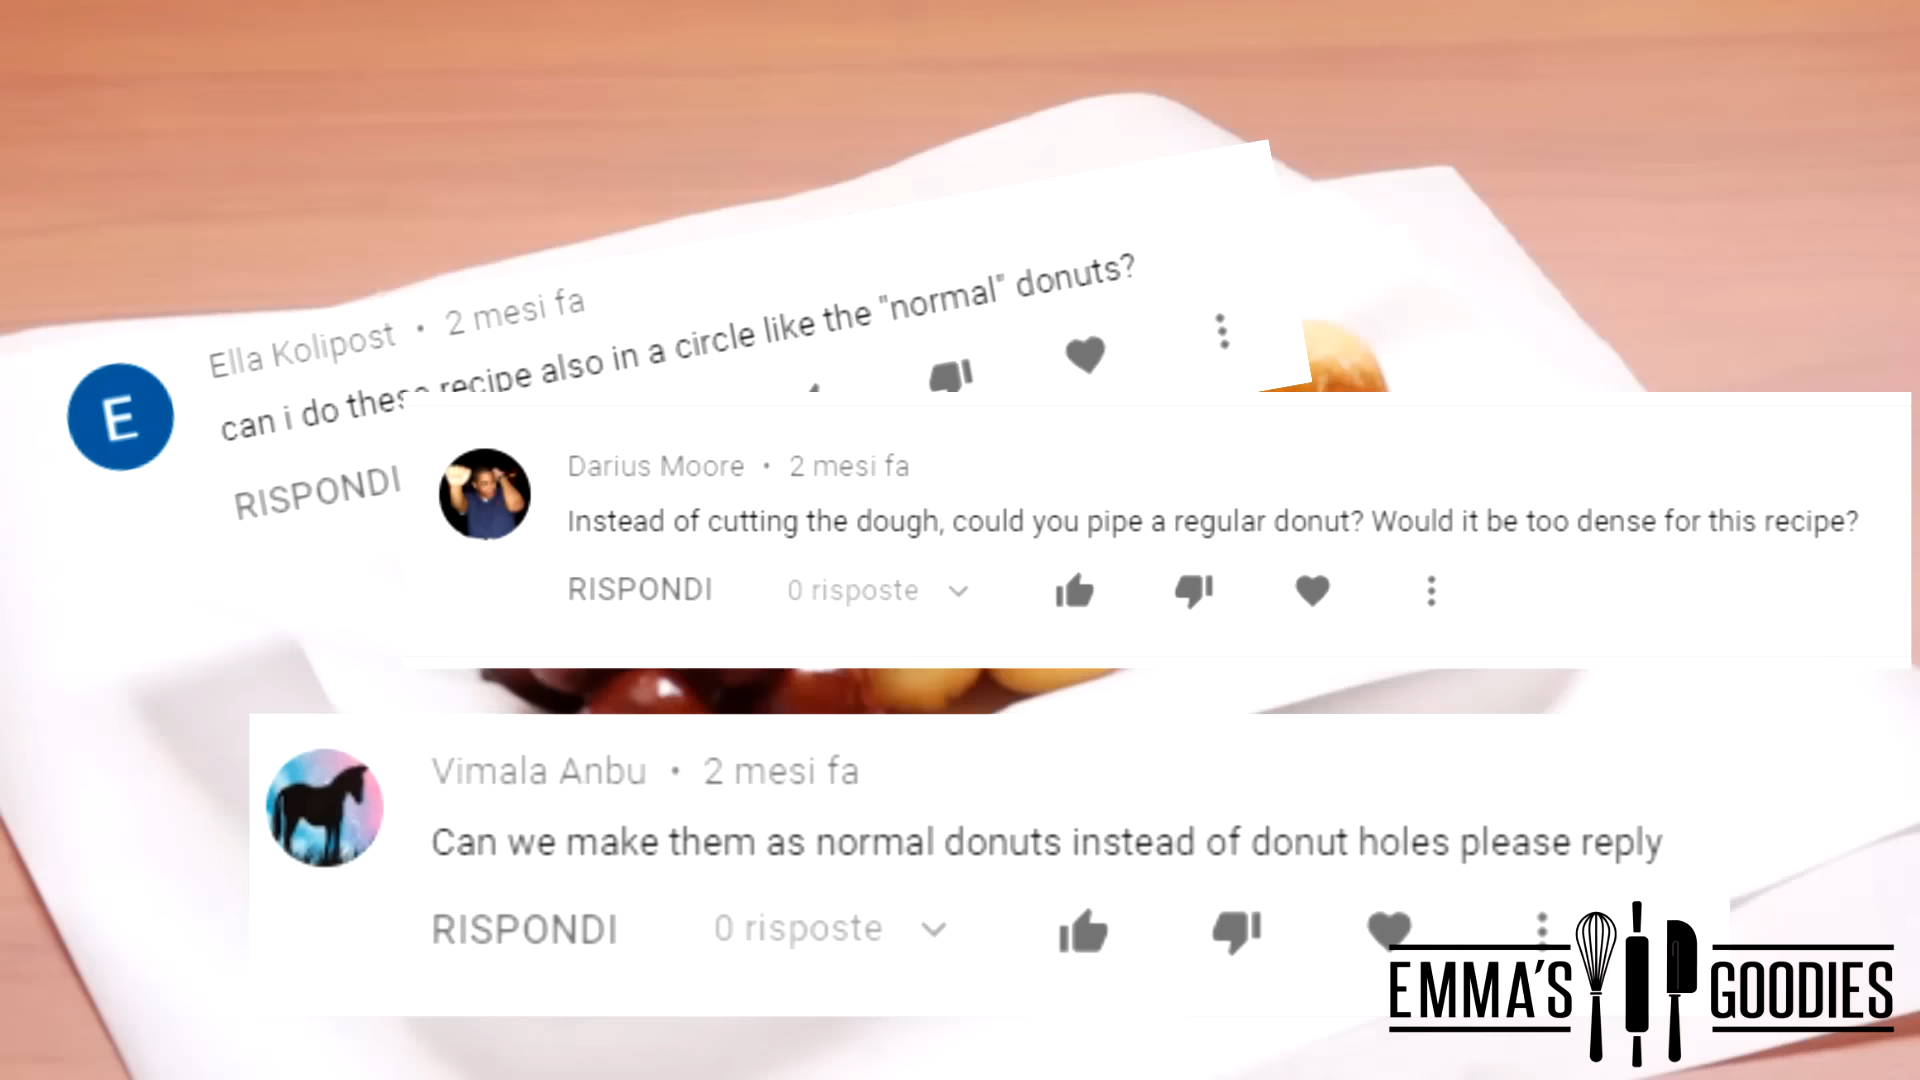 Ella Kolipost • 2 mesi fa
can i do these recipe also in a circle like the "normal" donuts?
RISPONDI
E
Darius Moore • 2 mesi fa
Instead of cutting the dough, could you pipe a regular donut? Would it be too dense for this recipe?
RISPONDI 0 risposte
Vimala Anbu • 2 mesi fa
Can we make them as normal donuts instead of donut holes please reply
RISPONDI 0 risposte
EMMA'S GOODIES